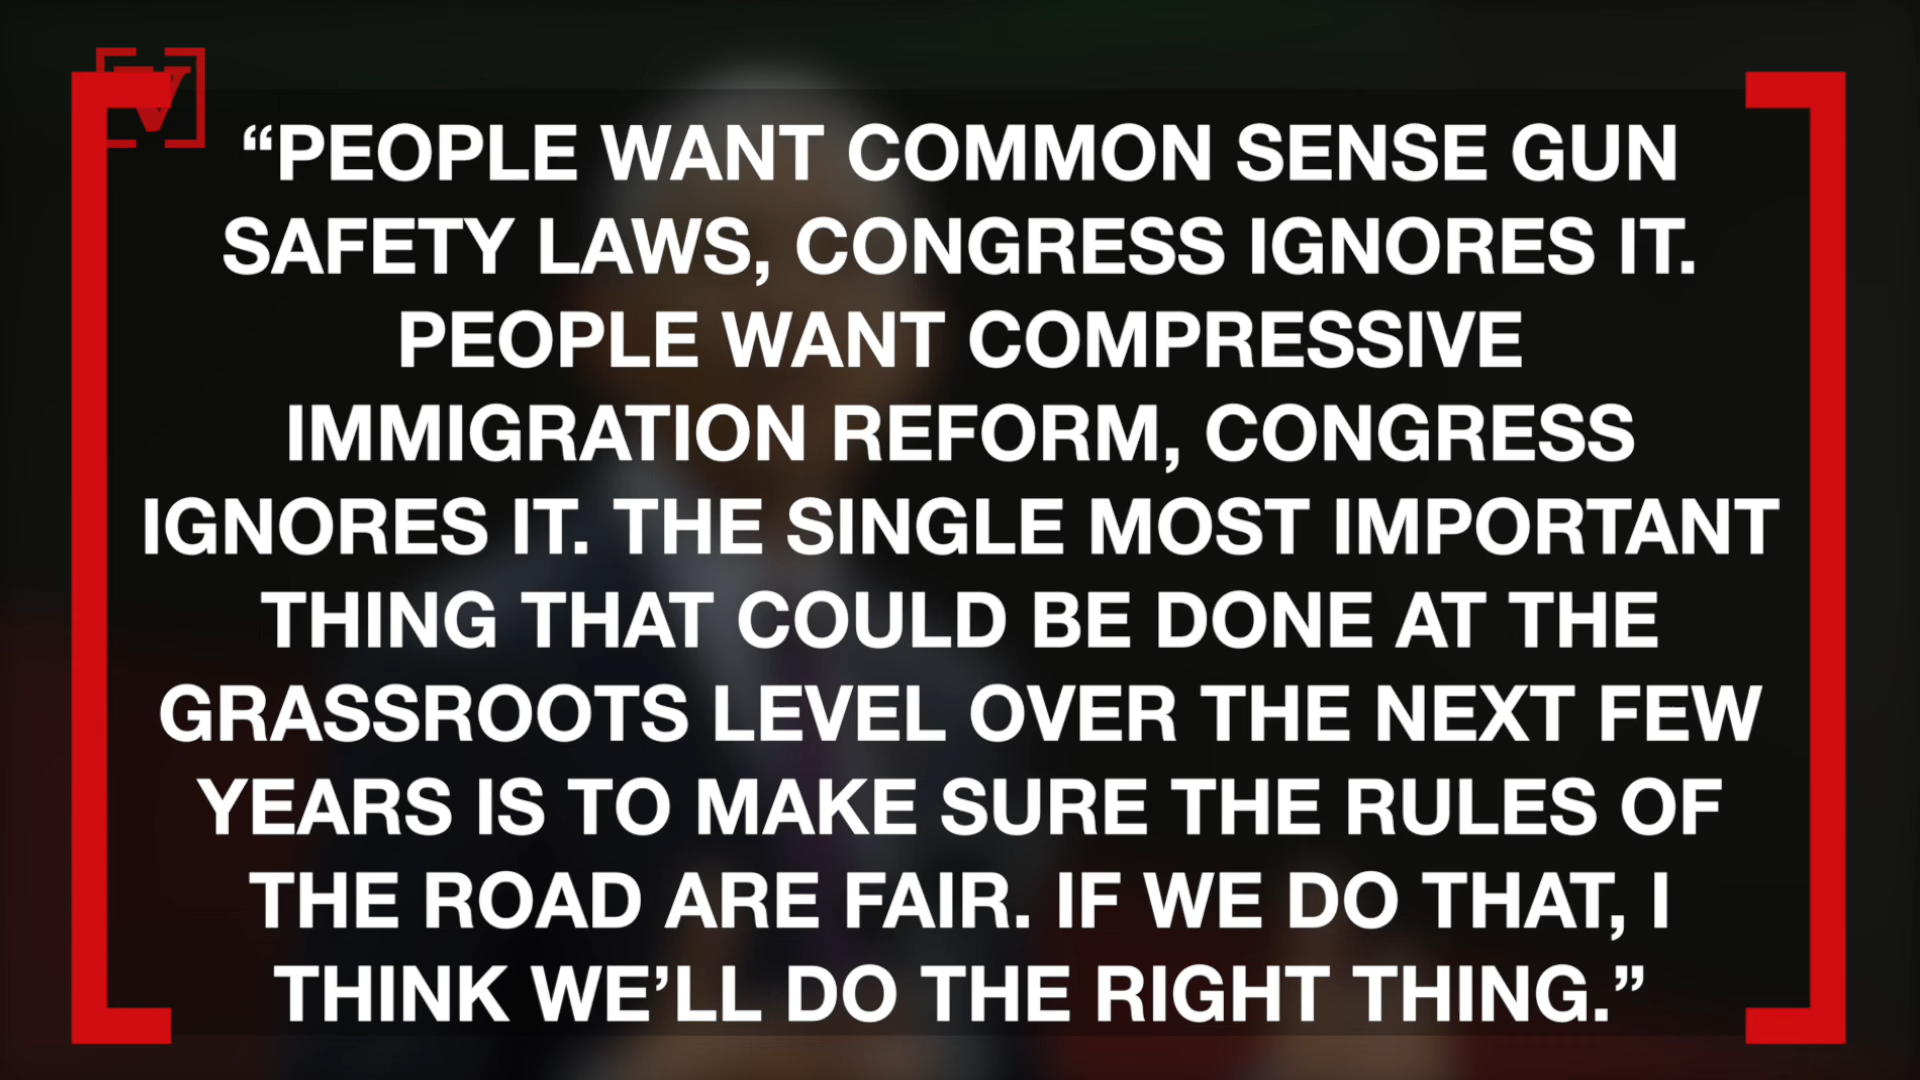 V
“PEOPLE WANT COMMON SENSE GUN
SAFETY LAWS, CONGRESS IGNORES IT.
PEOPLE WANT COMPRESSIVE
IMMIGRATION REFORM, CONGRESS
IGNORES IT. THE SINGLE MOST IMPORTANT
THING THAT COULD BE DONE AT THE
GRASSROOTS LEVEL OVER THE NEXT FEW
YEARS IS TO MAKE SURE THE RULES OF
THE ROAD ARE FAIR. IF WE DO THAT, I
THINK WE’LL DO THE RIGHT THING.”